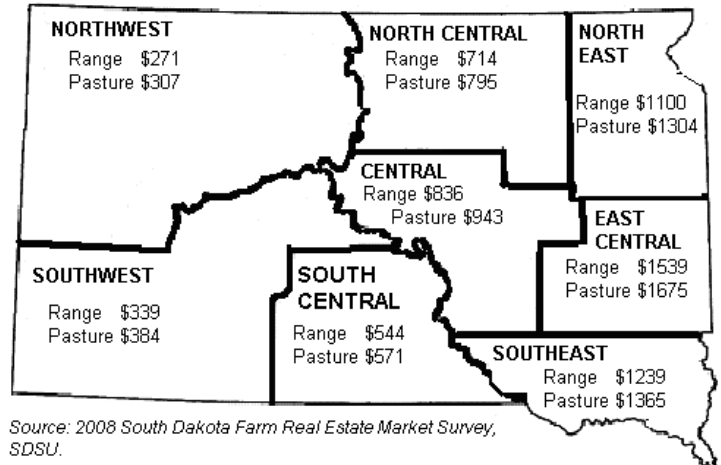 NORTHWEST
Range $271
Pasture $307
NORTH CENTRAL
Range $714
Pasture $795
NORTH
EAST
Range $1100
Pasture $1304
CENTRAL
Range $836
Pasture $943
EAST
CENTRAL
Range $1539
Pasture $1675
SOUTHWEST
Range $339
Pasture $384
SOUTH
CENTRAL
Range $544
Pasture $571
SOUTHEAST
Range $1239
Pasture $1365
Source: 2008 South Dakota Farm Real Estate Market Survey,
SDSU.